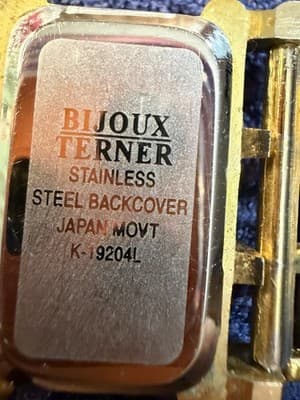 BIJOUX
TERNER
STAINLESS
STEEL BACKCOVER
JAPAN MOVT
K-19204L